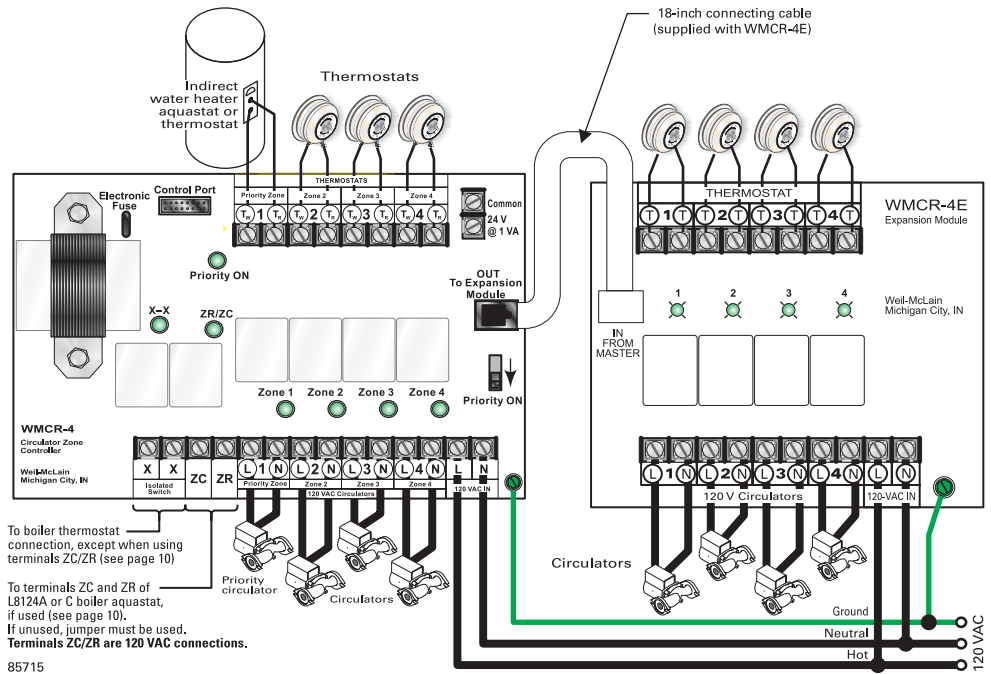 18-inch connecting cable
(supplied with WMCR-4E)
Indirect
water heater
aquastat or
thermostat
Thermostats
Electronic
Fuse
Control Port
THERMOSTATS
Priority Zone Zone 2 Zone 3 Zone 4
TW 1 TR TW 2 TR TW 3 TR TW 4 TR
Common
24 V
@ 1 VA
Priority ON
X–X
ZR/ZC
OUT
To Expansion
Module
Priority ON
Zone 1 Zone 2 Zone 3 Zone 4
WMCR-4
Circulator Zone
Controller
Weil-McLain
Michigan City, IN
X X ZC ZR L 1 N L 2 N L 3 N L 4 N L N
Isolated
Switch
Priority Zone Zone 2 Zone 3 Zone 4
120 VAC Circulators
120 VAC IN
THERMOSTAT
T 1 T T 2 T T 3 T T 4 T
WMCR-4E
Expansion Module
1 2 3 4
Weil-McLain
Michigan City, IN
IN
FROM
MASTER
L 1 N L 2 N L 3 N L 4 N L N
120 V Circulators
120-VAC IN
To boiler thermostat
connection, except when using
terminals ZC/ZR (see page 10)
To terminals ZC and ZR of
L8124A or C boiler aquastat,
if used (see page 10).
If unused, jumper must be used.
Terminals ZC/ZR are 120 VAC connections.
85715
Priority
circulator
Circulators
Circulators
Ground
Neutral
Hot
120 VAC